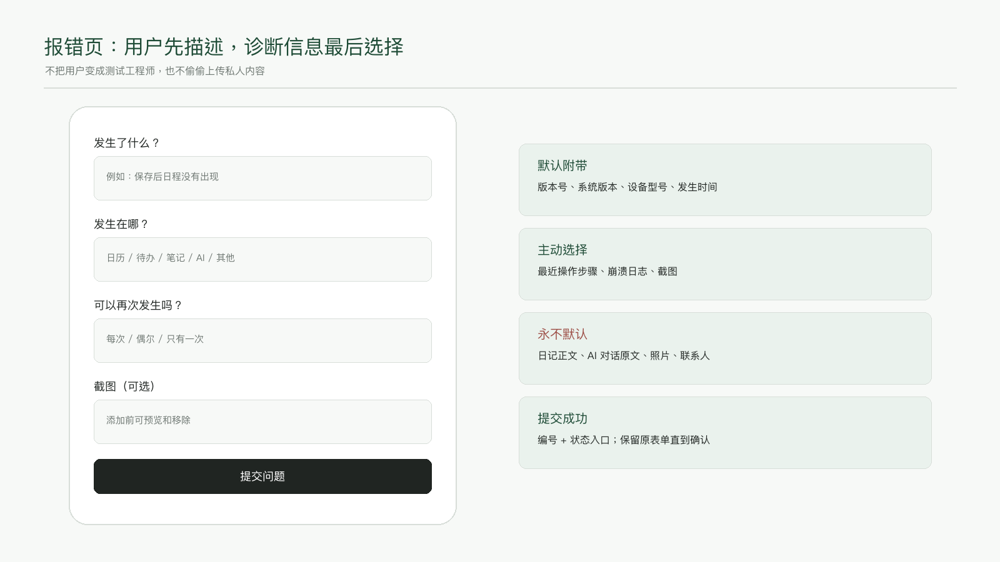 报错页：用户先描述，诊断信息最后选择
不把用户变成测试工程师，也不偷偷上传私人内容
发生了什么？
例如：保存后日程没有出现
发生在哪？
日历 / 待办 / 笔记 / AI / 其他
可以再次发生吗？
每次 / 偶尔 / 只有一次
截图（可选）
添加前可预览和移除
提交问题
默认附带
版本号、系统版本、设备型号、发生时间
主动选择
最近操作步骤、崩溃日志、截图
永不默认
日记正文、AI 对话原文、照片、联系人
提交成功
编号 + 状态入口；保留原表单直到确认